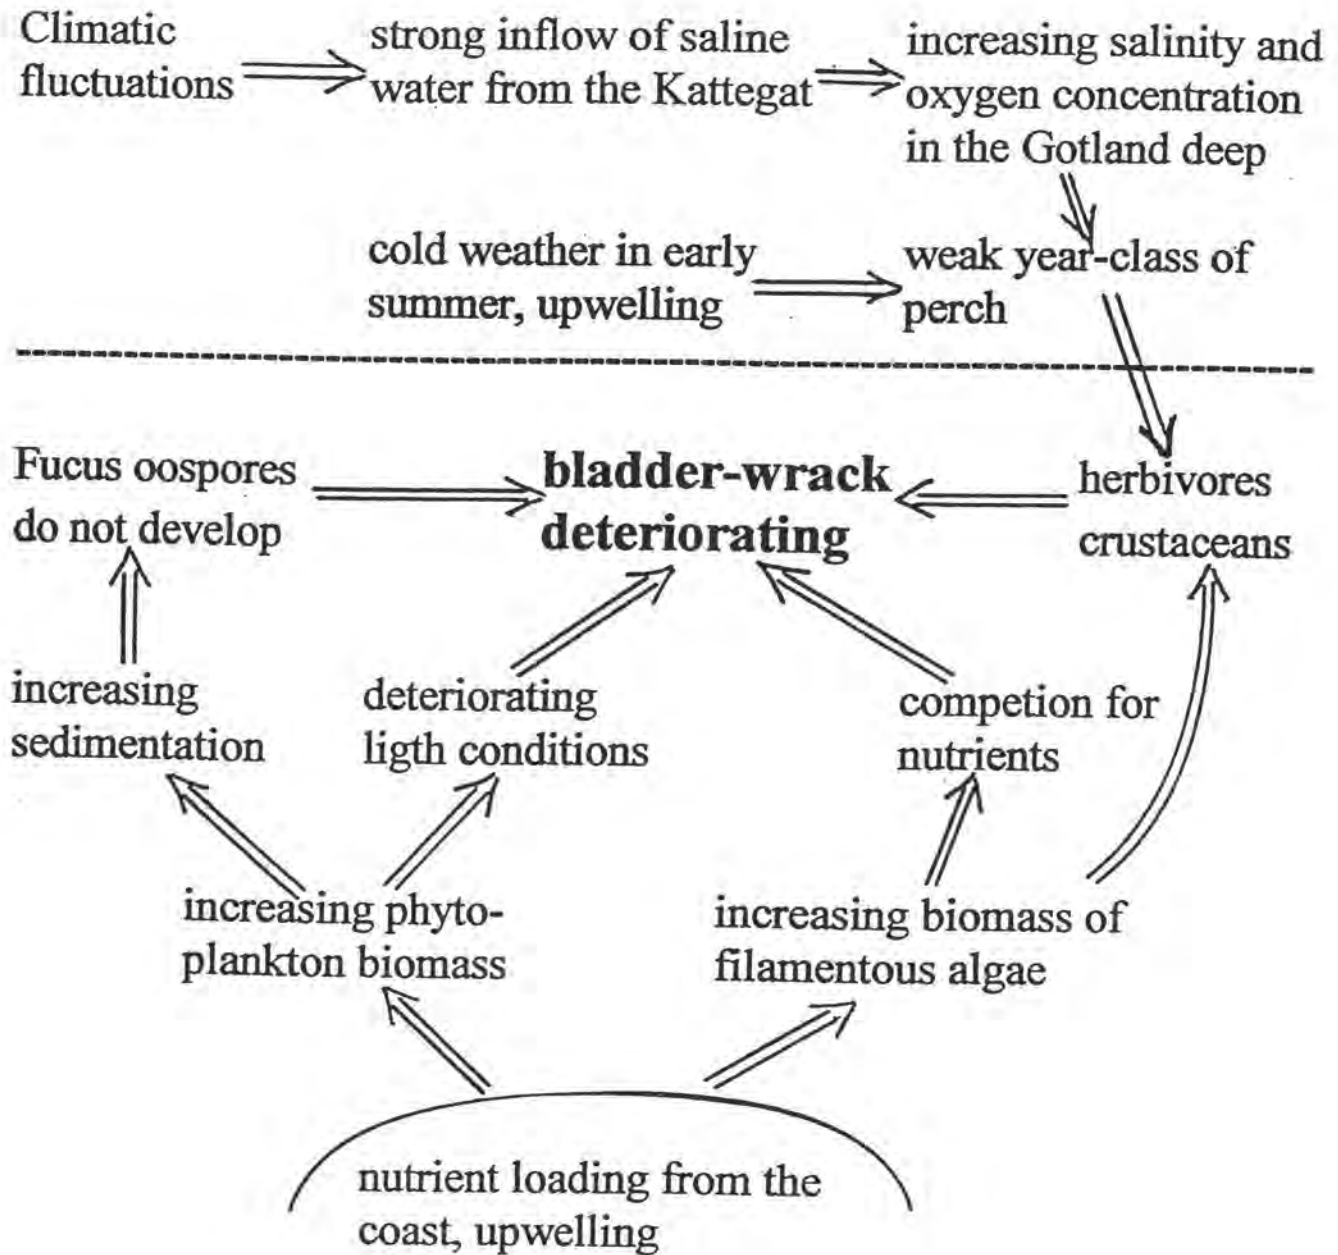 Climatic
fluctuations
strong inflow of saline
water from the Kattegat
increasing salinity and
oxygen concentration
in the Gotland deep
cold weather in early
summer, upwelling
weak year-class of
perch
Fucus oospores
do not develop
bladder-wrack
deteriorating
herbivores
crustaceans
increasing
sedimentation
deteriorating
ligth conditions
competion for
nutrients
increasing phyto-
plankton biomass
increasing biomass of
filamentous algae
nutrient loading from the
coast, upwelling